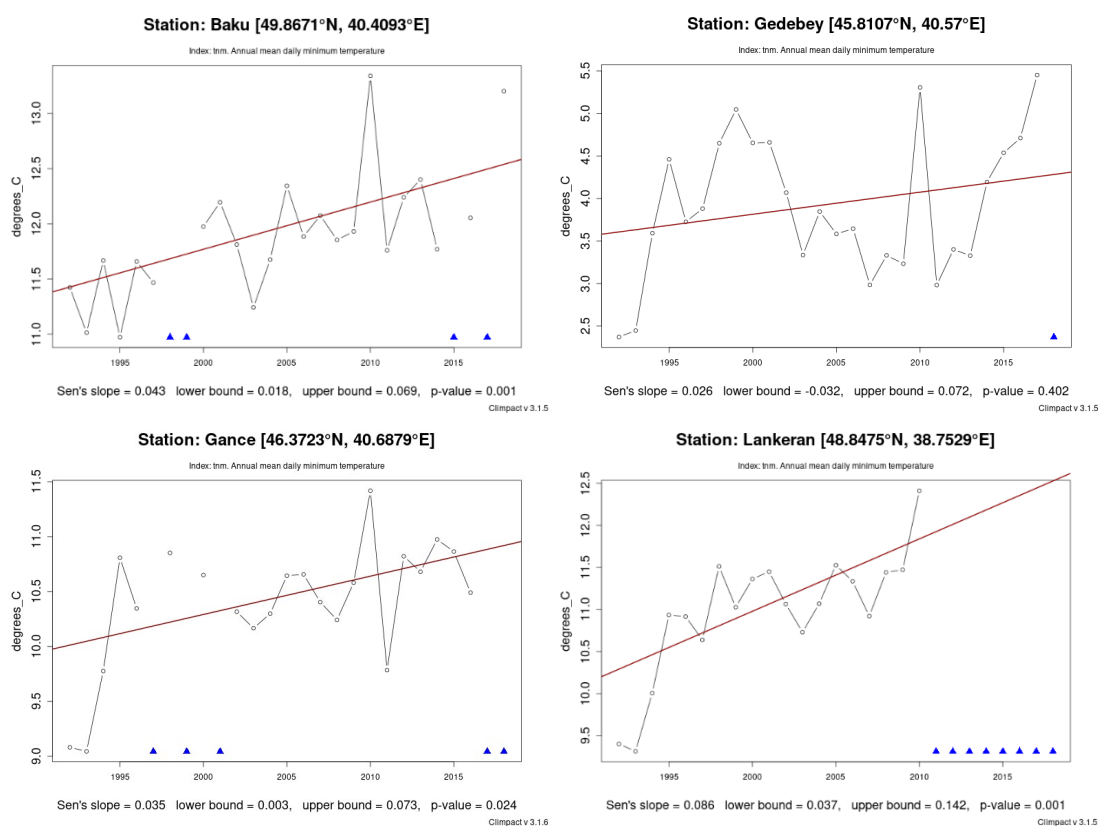 Station: Baku [49.8671°N, 40.4093°E]
Index: tnm. Annual mean daily minimum temperature
degrees_C
13.0
12.5
12.0
11.5
11.0
1995 2000 2005 2010 2015
Sen's slope = 0.043 lower bound = 0.018, upper bound = 0.069, p-value = 0.001
Climpact v 3.1.5
Station: Gedebey [45.8107°N, 40.57°E]
Index: tnm. Annual mean daily minimum temperature
degrees_C
5.5
5.0
4.5
4.0
3.5
3.0
2.5
1995 2000 2005 2010 2015
Sen's slope = 0.026 lower bound = -0.032, upper bound = 0.072, p-value = 0.402
Climpact v 3.1.5
Station: Gance [46.3723°N, 40.6879°E]
Index: tnm. Annual mean daily minimum temperature
degrees_C
11.5
11.0
10.5
10.0
9.5
9.0
1995 2000 2005 2010 2015
Sen's slope = 0.035 lower bound = 0.003, upper bound = 0.073, p-value = 0.024
Climpact v 3.1.6
Station: Lankeran [48.8475°N, 38.7529°E]
Index: tnm. Annual mean daily minimum temperature
degrees_C
12.5
12.0
11.5
11.0
10.5
10.0
9.5
1995 2000 2005 2010 2015
Sen's slope = 0.086 lower bound = 0.037, upper bound = 0.142, p-value = 0.001
Climpact v 3.1.5